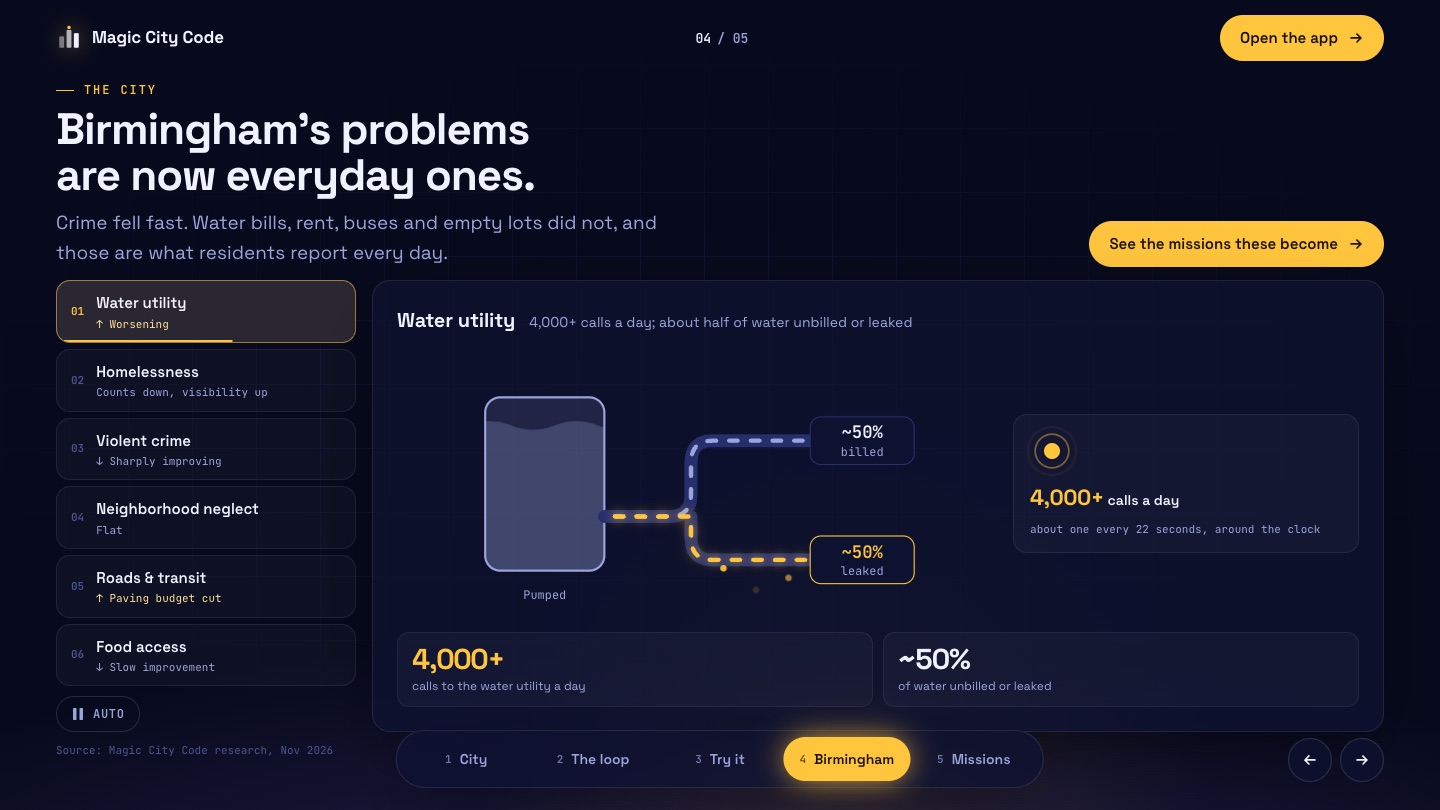 Magic City Code
04 / 05
Open the app →
— THE CITY
Birmingham’s problems
are now everyday ones.
Crime fell fast. Water bills, rent, buses and empty lots did not, and
those are what residents report every day.
See the missions these become →
01 Water utility
↑ Worsening
02 Homelessness
Counts down, visibility up
03 Violent crime
↓ Sharply improving
04 Neighborhood neglect
Flat
05 Roads & transit
↑ Paving budget cut
06 Food access
↓ Slow improvement
AUTO
Source: Magic City Code research, Nov 2026
Water utility 4,000+ calls a day; about half of water unbilled or leaked
~50%
billed
~50%
leaked
Pumped
4,000+ calls a day
about one every 22 seconds, around the clock
4,000+
calls to the water utility a day
~50%
of water unbilled or leaked
1 City
2 The loop
3 Try it
4 Birmingham
5 Missions
← →